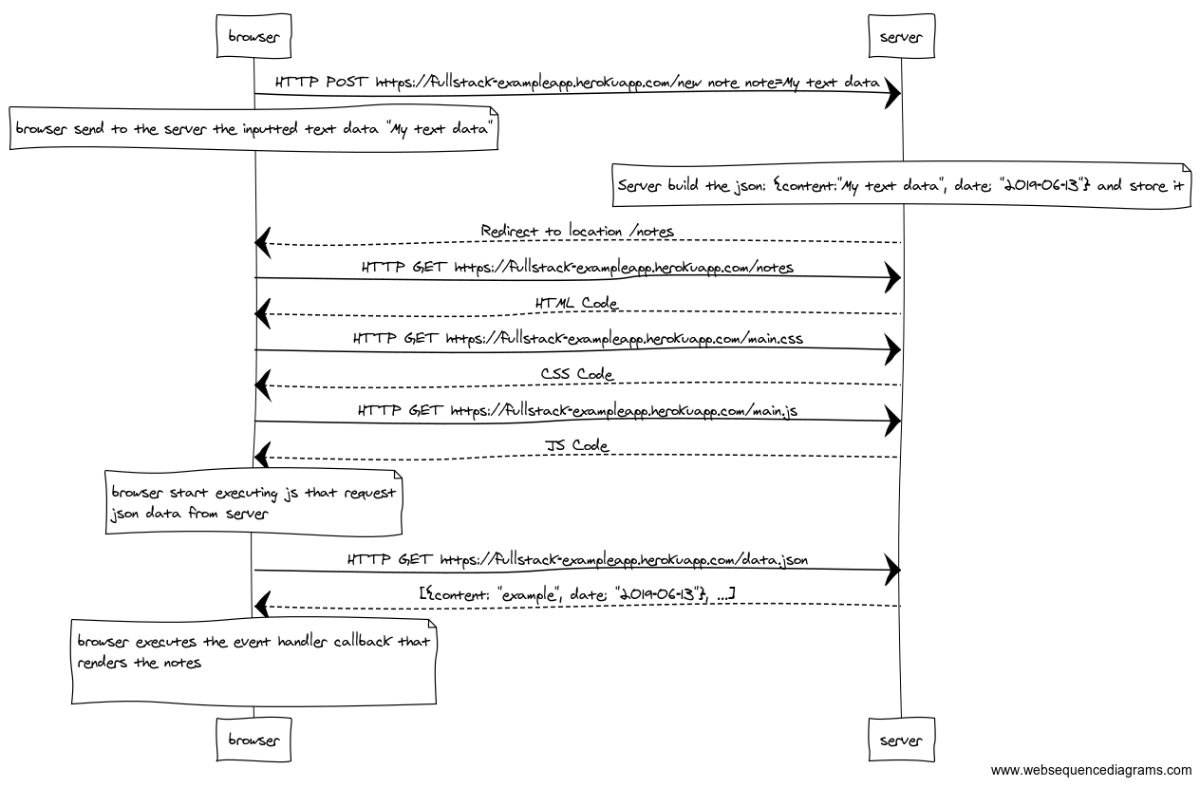 browser
server
HTTP POST https://fullstack-exampleapp.herokuapp.com/new note note=My text data
browser send to the server the inputted text data "My text data"
Server build the json: {content:"My text data", date; "2019-06-13"} and store it
Redirect to location /notes
HTTP GET https://fullstack-exampleapp.herokuapp.com/notes
HTML Code
HTTP GET https://fullstack-exampleapp.herokuapp.com/main.css
CSS Code
HTTP GET https://fullstack-exampleapp.herokuapp.com/main.js
JS Code
browser start executing js that request
json data from server
HTTP GET https://fullstack-exampleapp.herokuapp.com/data.json
[{content: "example", date; "2019-06-13"}, ...]
browser executes the event handler callback that
renders the notes
browser
server
www.websequencediagrams.com